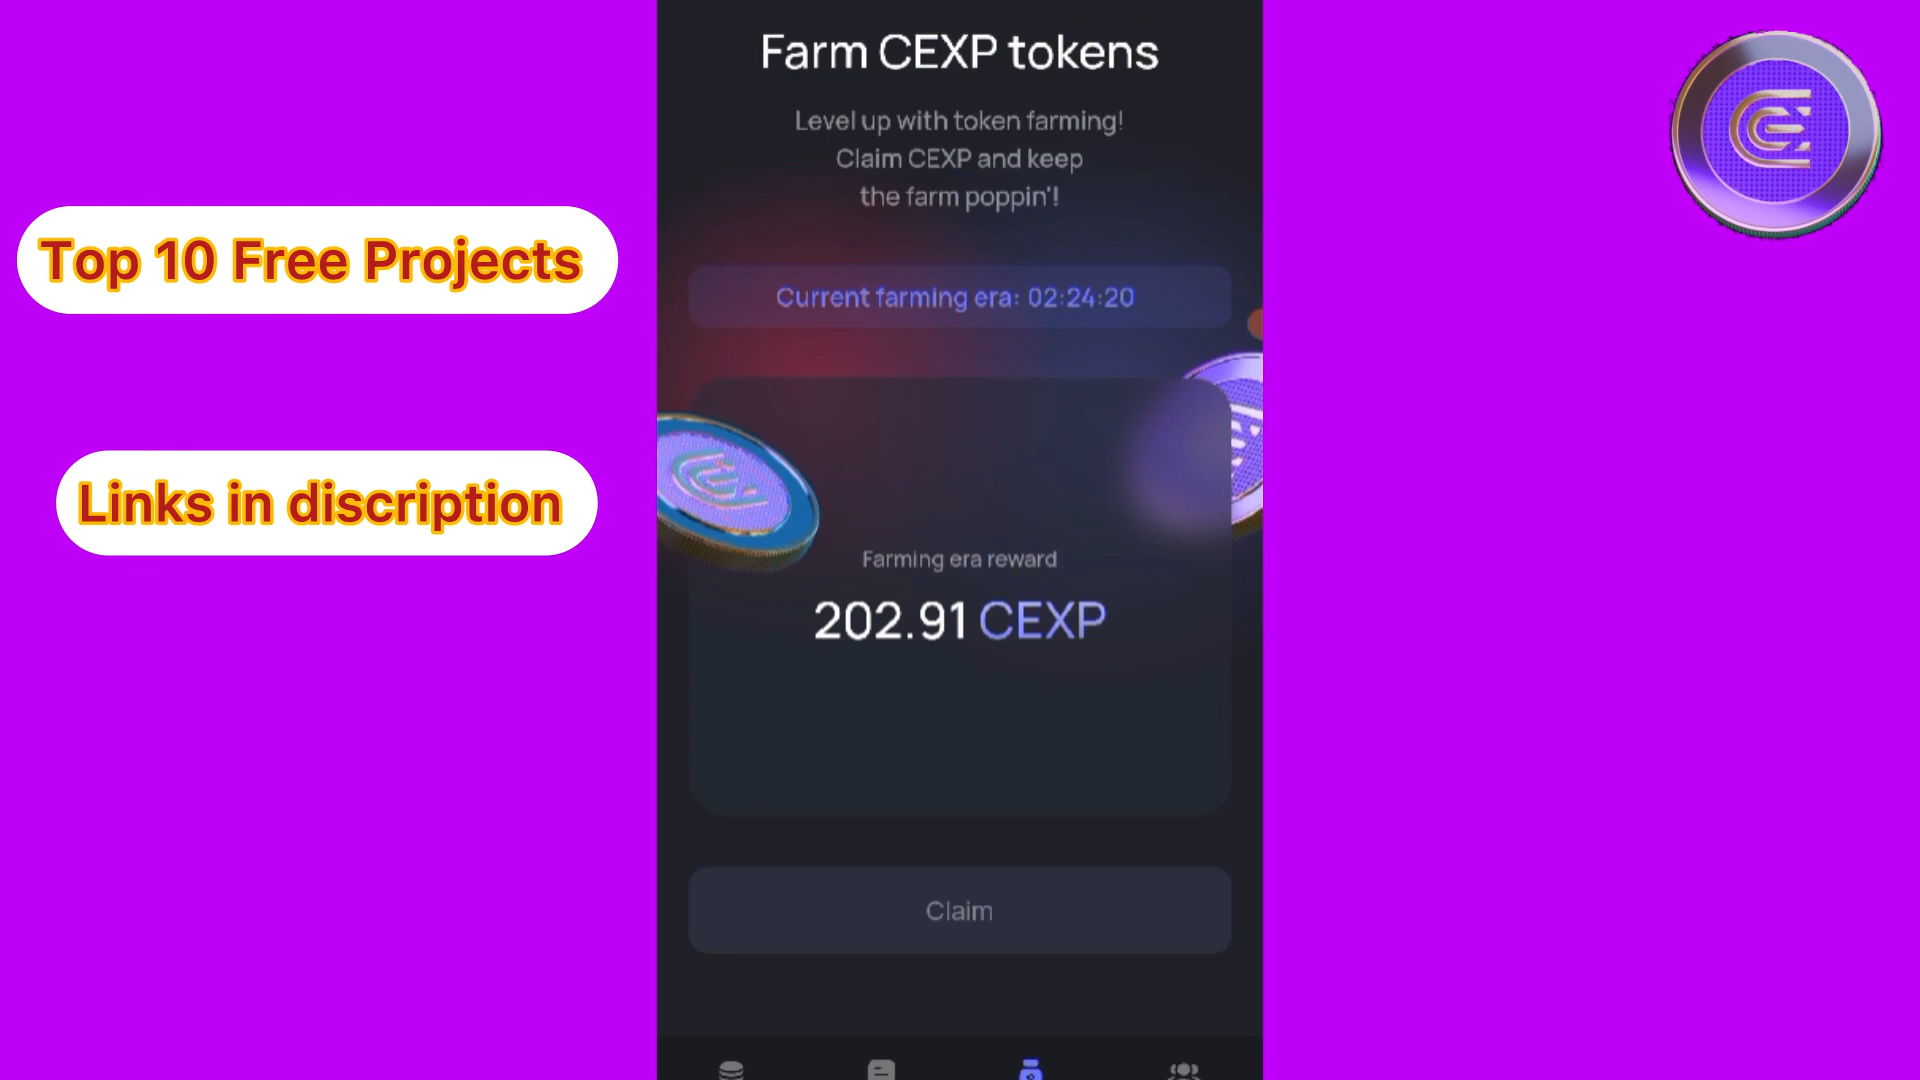 Top 10 Free Projects
Links in discription
Farm CEXP tokens
Level up with token farming!
Claim CEXP and keep
the farm poppin'!
Current farming era: 02:24:20
Farming era reward
202.91 CEXP
Claim